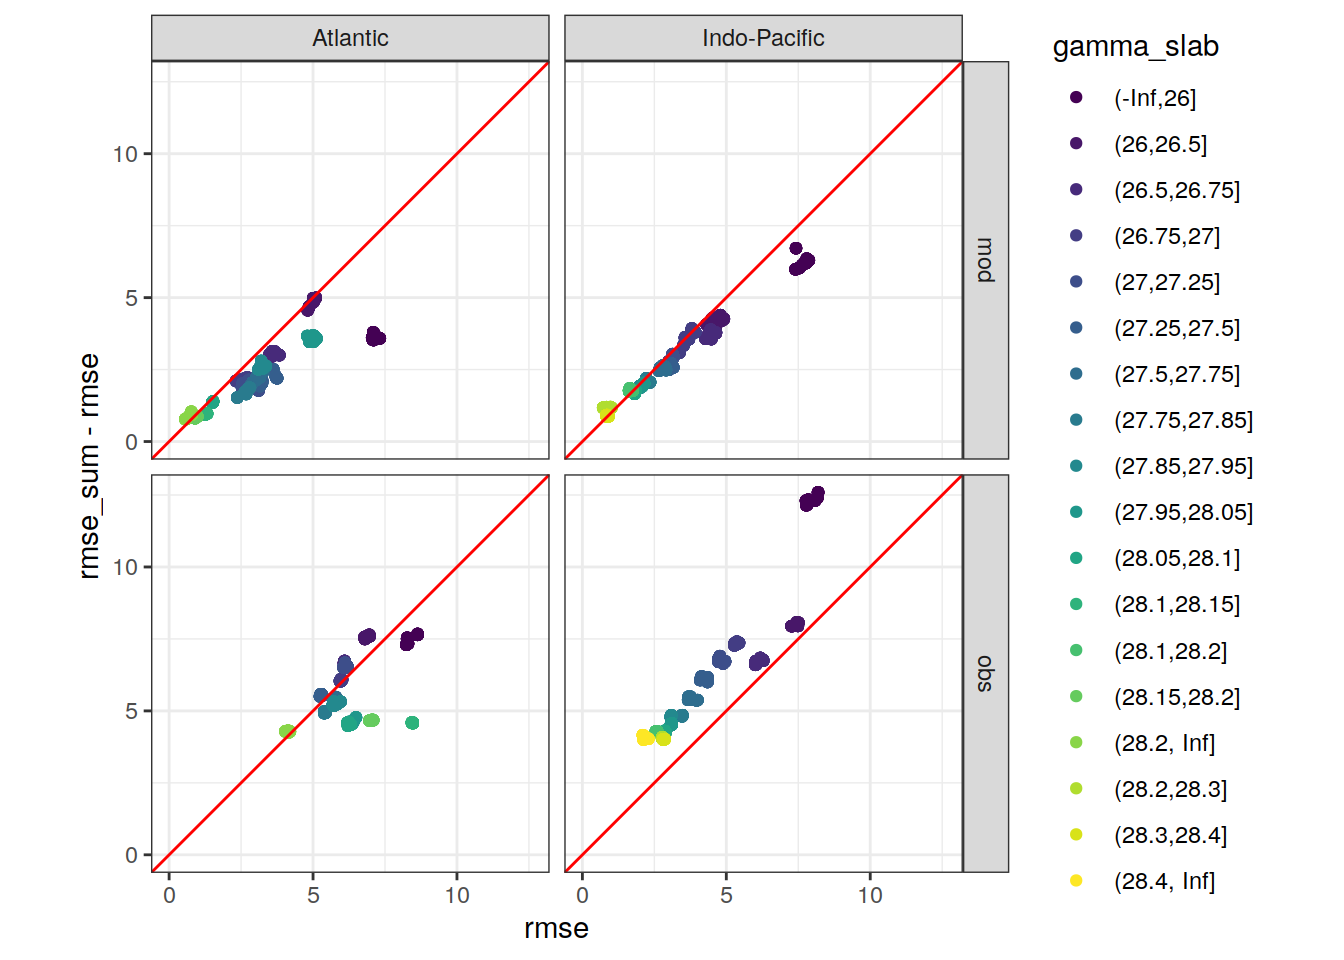 Atlantic
Indo-Pacific
mod
obs
10
5
0
10
5
0
rmse_sum - rmse
0
5
10
0
5
10
rmse
gamma_slab
(-Inf,26]
(26,26.5]
(26.5,26.75]
(26.75,27]
(27,27.25]
(27.25,27.5]
(27.5,27.75]
(27.75,27.85]
(27.85,27.95]
(27.95,28.05]
(28.05,28.1]
(28.1,28.15]
(28.1,28.2]
(28.15,28.2]
(28.2, Inf]
(28.2,28.3]
(28.3,28.4]
(28.4, Inf]